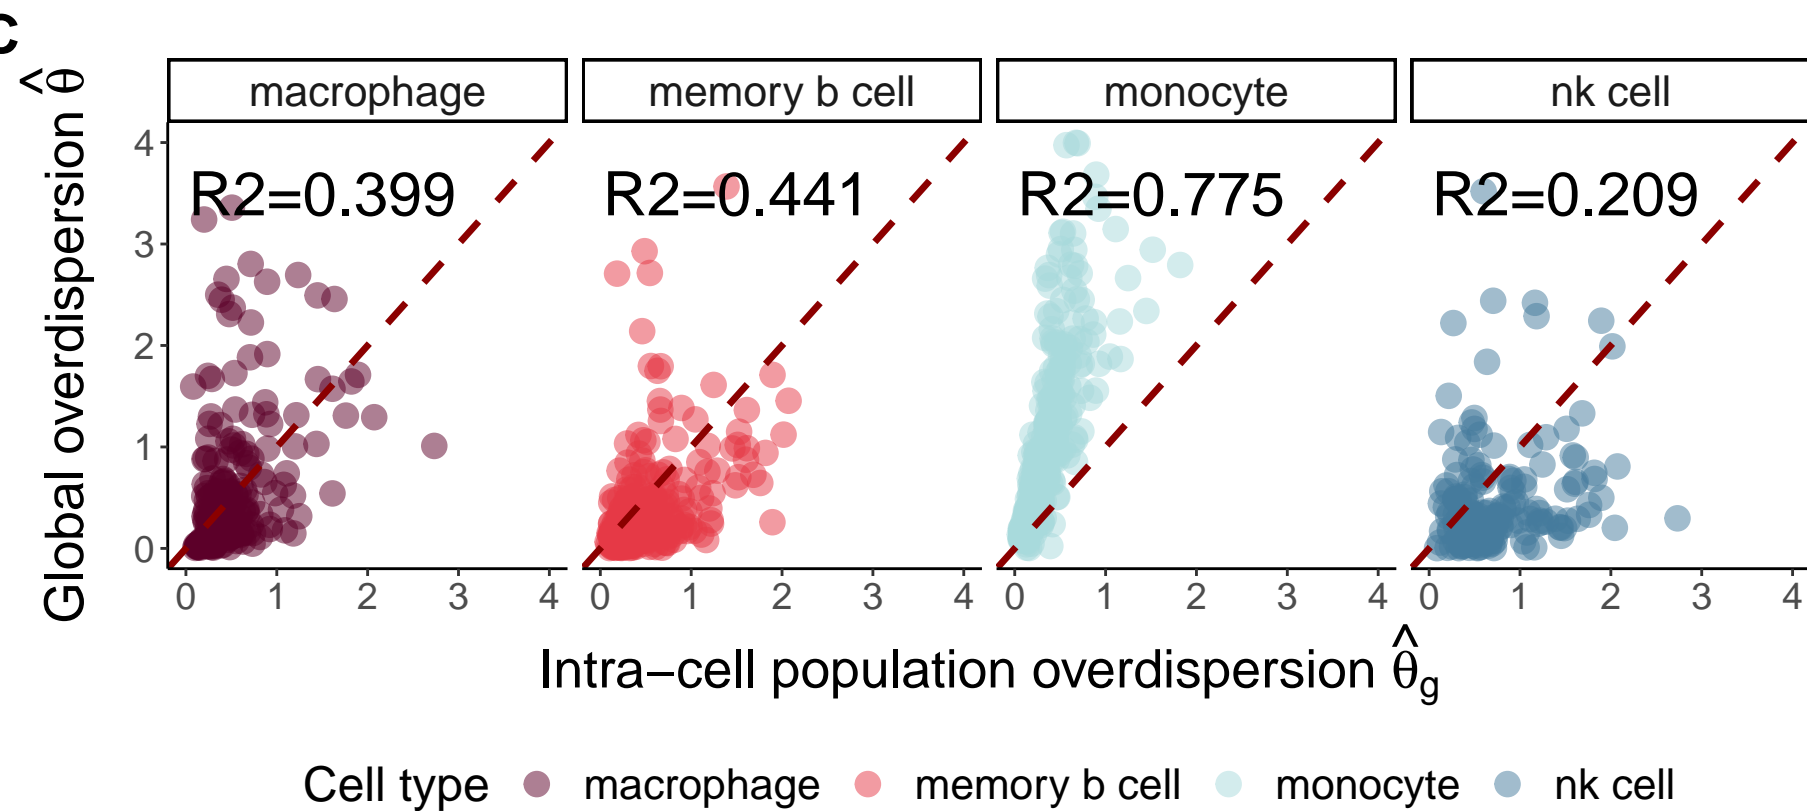 C
macrophage memory b cell monocyte nk cell
Global overdispersion θ̂
4
3
2
1
0
R2=0.399 R2=0.441 R2=0.775 R2=0.209
0 1 2 3 4 0 1 2 3 4 0 1 2 3 4 0 1 2 3 4
Intra−cell population overdispersion θ̂g
Cell type macrophage memory b cell monocyte nk cell